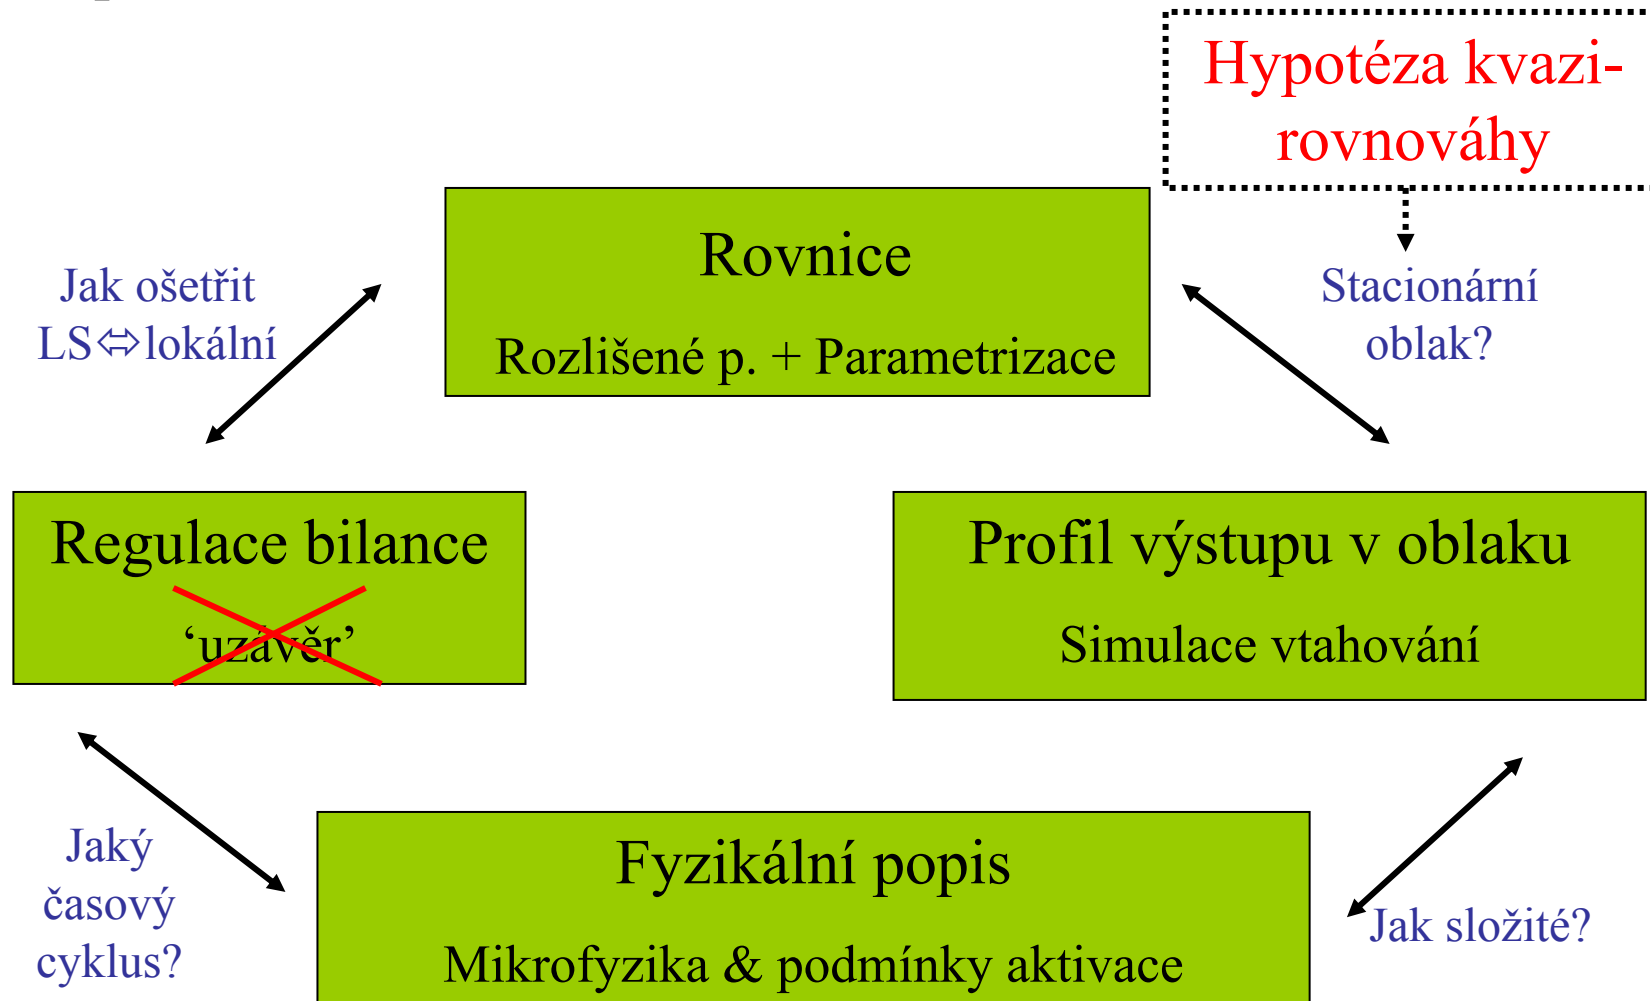 Hypotéza kvazi-
rovnováhy
Rovnice
Rozlišené p. + Parametrizace
Jak ošetřit
LS⇔lokální
Stacionární
oblak?
Regulace bilance
‘uzávěr’
Profil výstupu v oblaku
Simulace vtahování
Jaký
časový
cyklus?
Fyzikální popis
Mikrofyzika & podmínky aktivace
Jak složité?